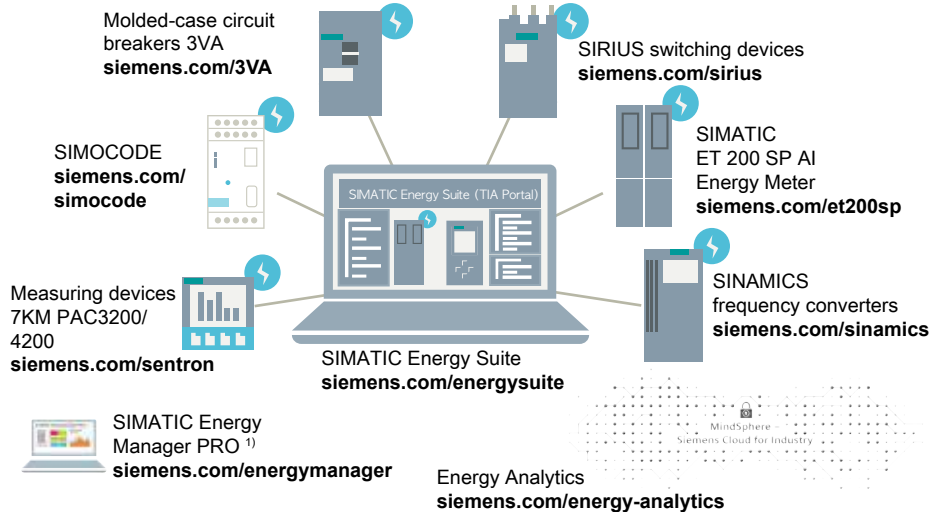 Molded-case circuit
breakers 3VA
siemens.com/3VA
SIRIUS switching devices
siemens.com/sirius
SIMOCODE
siemens.com/
simocode
SIMATIC
ET 200 SP AI
Energy Meter
siemens.com/et200sp
SIMATIC Energy Suite (TIA Portal)
Measuring devices
7KM PAC3200/
4200
siemens.com/sentron
SINAMICS
frequency converters
siemens.com/sinamics
SIMATIC Energy Suite
siemens.com/energysuite
SIMATIC Energy
Manager PRO 1)
siemens.com/energymanager
MindSphere –
Siemens Cloud for Industry
Energy Analytics
siemens.com/energy-analytics